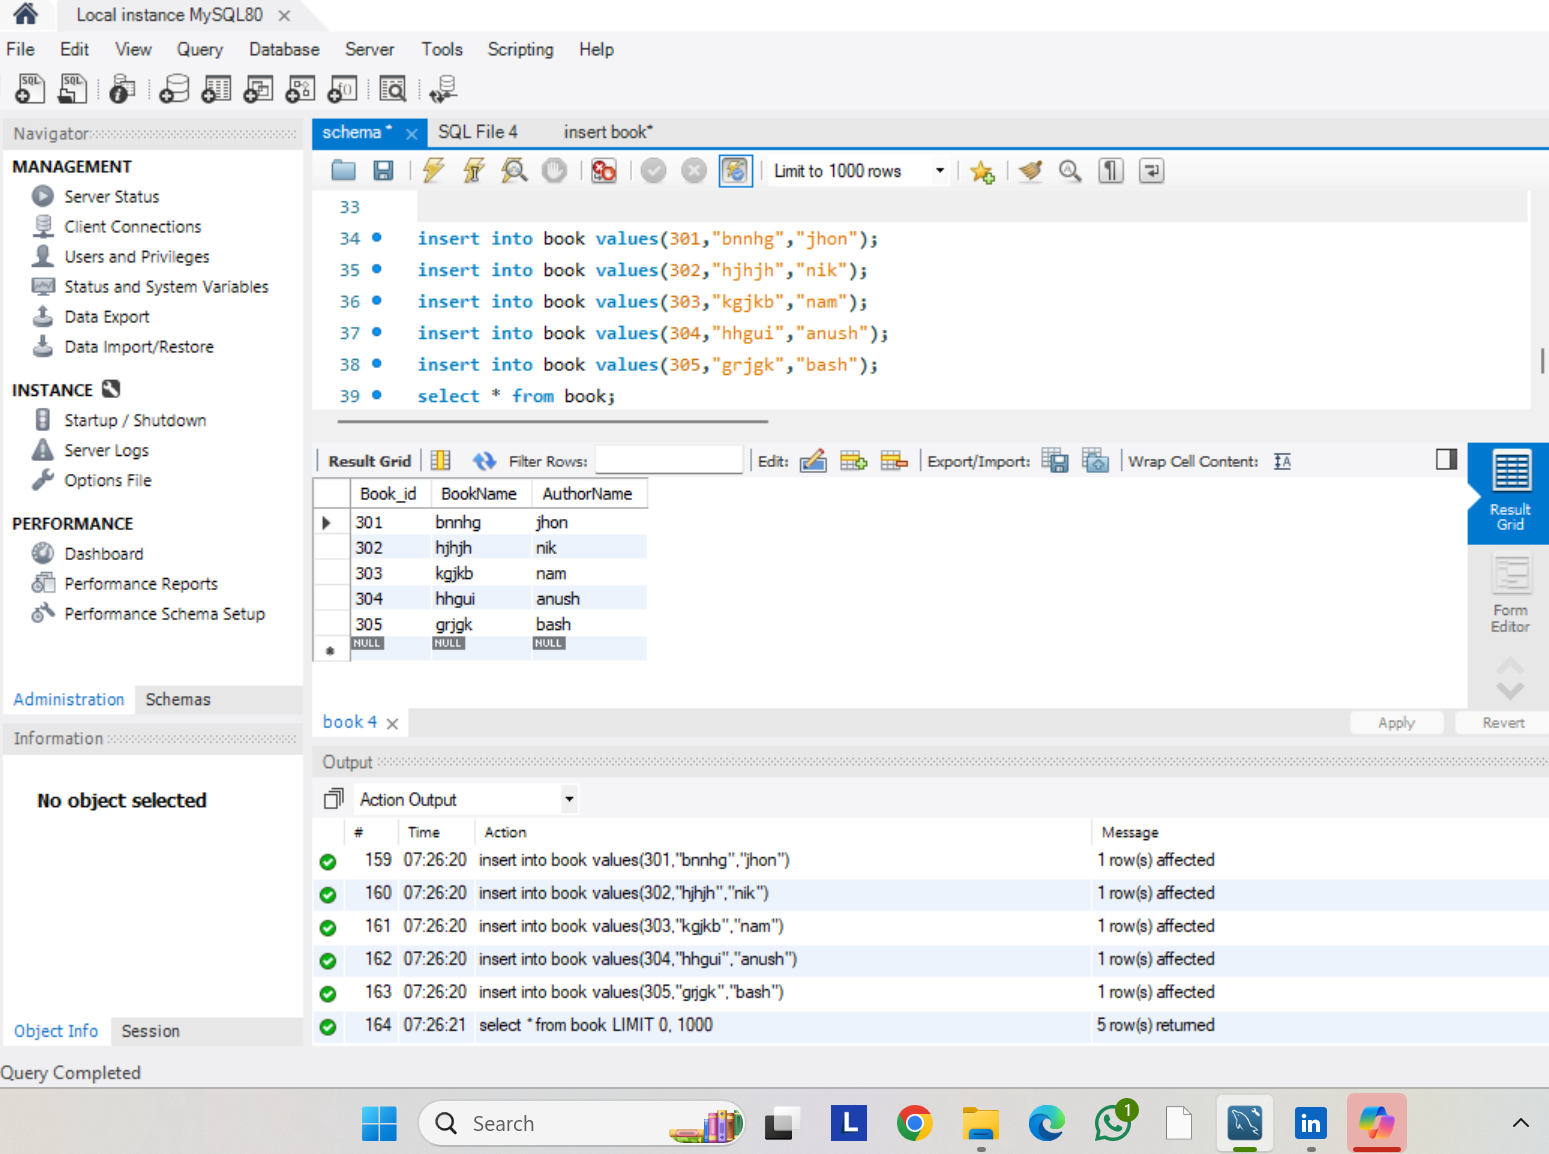 Local instance MySQL80
File Edit View Query Database Server Tools Scripting Help
Navigator
MANAGEMENT
Server Status
Client Connections
Users and Privileges
Status and System Variables
Data Export
Data Import/Restore
INSTANCE
Startup / Shutdown
Server Logs
Options File
PERFORMANCE
Dashboard
Performance Reports
Performance Schema Setup
Administration Schemas
Information
No object selected
Object Info Session
schema* SQL File 4 insert book*
Limit to 1000 rows
33
34 insert into book values(301,"bnnhg","jhon");
35 insert into book values(302,"hjhjh","nik");
36 insert into book values(303,"kgjkb","nam");
37 insert into book values(304,"hhgui","anush");
38 insert into book values(305,"grjgk","bash");
39 select * from book;
Result Grid Filter Rows: Edit: Export/Import: Wrap Cell Content:
Book_id BookName AuthorName
301 bnnhg jhon
302 hjhjh nik
303 kgjkb nam
304 hhgui anush
305 grjgk bash
NULL NULL NULL
Result
Grid
Form
Editor
book 4 Apply Revert
Output
Action Output
# Time Action Message
159 07:26:20 insert into book values(301,"bnnhg","jhon") 1 row(s) affected
160 07:26:20 insert into book values(302,"hjhjh","nik") 1 row(s) affected
161 07:26:20 insert into book values(303,"kgjkb","nam") 1 row(s) affected
162 07:26:20 insert into book values(304,"hhgui","anush") 1 row(s) affected
163 07:26:20 insert into book values(305,"grjgk","bash") 1 row(s) affected
164 07:26:21 select * from book LIMIT 0, 1000 5 row(s) returned
Query Completed
Search
L
1
in